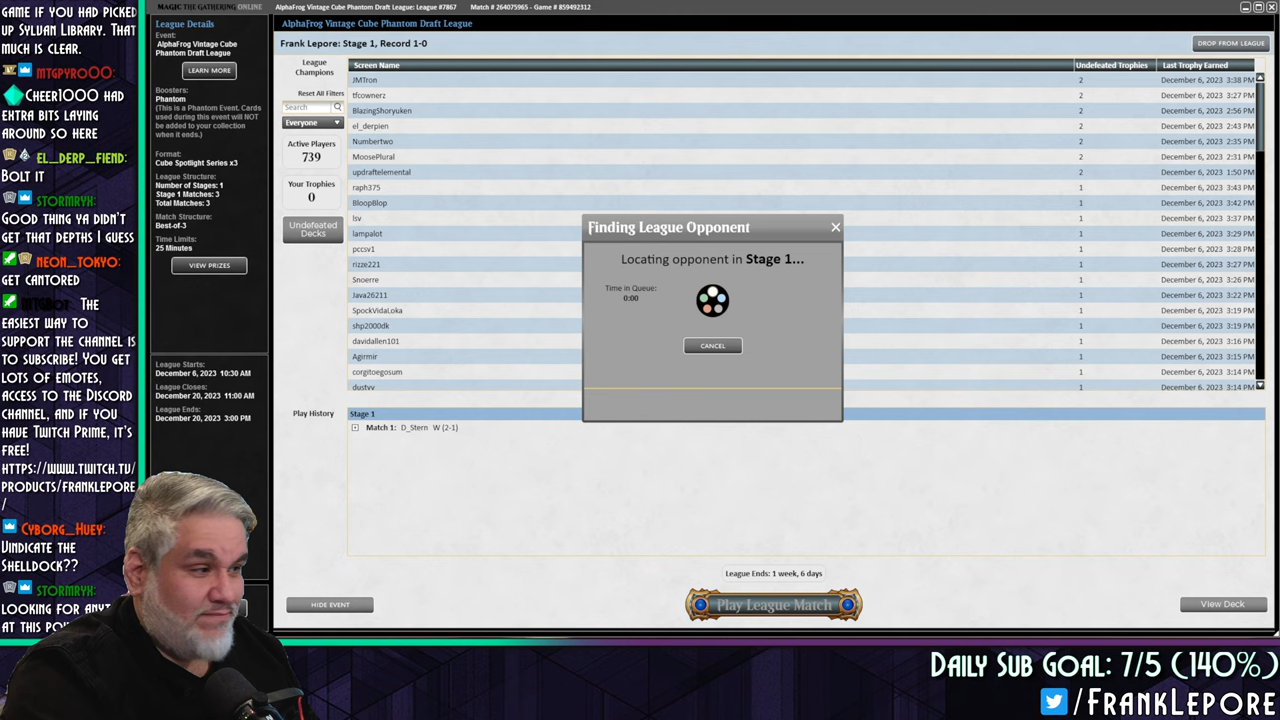 GAME IF YOU HAD PICKED
UP SYLVAN LIBRARY. THAT
MUCH IS CLEAR.
MTGPYRO00:
CHEER1000 HAD
EXTRA BITS LAYING
AROUND SO HERE
EL_DERP_FIEND:
BOLT IT
STORMRYK:
GOOD THING YA DIDN'T
GET THAT DEPTHS I GUESS
NEON_TOKYO:
GET CANTORED
THE
EASIEST WAY TO
SUPPORT THE CHANNEL IS
TO SUBSCRIBE! YOU GET
LOTS OF EMOTES,
ACCESS TO THE DISCORD
CHANNEL, AND IF YOU
HAVE TWITCH PRIME, IT'S
FREE!
HTTPS://WWW.TWITCH.TV/
PRODUCTS/FRANKLEPORE
/
CYBORG_HUEY:
VINDICATE THE
SHELLDOCK??
STORMRYK:
LOOKING FOR ANYT
AT THIS PO
MAGIC THE GATHERING ONLINE
AlphaFrog Vintage Cube Phantom Draft League: League #7867
Match # 264075965 - Game # 859492312
League Details
Event:
AlphaFrog Vintage Cube
Phantom Draft League
LEARN MORE
Boosters:
Phantom
(This is a Phantom Event. Cards
used during this event will NOT
be added to your collection
when it ends.)
Format:
Cube Spotlight Series x3
League Structure:
Number of Stages: 1
Stage 1 Matches: 3
Total Matches: 3
Match Structure:
Best-of-3
Time Limits:
25 Minutes
VIEW PRIZES
League Starts:
December 6, 2023 10:30 AM
League Closes:
December 20, 2023 11:00 AM
League Ends:
December 20, 2023 3:00 PM
AlphaFrog Vintage Cube Phantom Draft League
Frank Lepore: Stage 1, Record 1-0
DROP FROM LEAGUE
League
Champions
Reset All Filters
Search
Everyone
Active Players
739
Your Trophies
0
Undefeated
Decks
Screen Name Undefeated Trophies Last Trophy Earned
JMTron 2 December 6, 2023 3:38 PM
tfcownerz 2 December 6, 2023 3:27 PM
BlazingShoryuken 2 December 6, 2023 2:56 PM
el_derpien 2 December 6, 2023 2:43 PM
Numbertwo 2 December 6, 2023 2:35 PM
MoosePlural 2 December 6, 2023 2:31 PM
updraftelemental 2 December 6, 2023 1:50 PM
raph375 1 December 6, 2023 3:43 PM
BloopBlop 1 December 6, 2023 3:42 PM
lsv 1 December 6, 2023 3:37 PM
lampalot 1 December 6, 2023 3:29 PM
pccsv1 1 December 6, 2023 3:28 PM
rizze221 1 December 6, 2023 3:27 PM
Snoerre 1 December 6, 2023 3:26 PM
Java26211 1 December 6, 2023 3:22 PM
SpockVidaLoka 1 December 6, 2023 3:19 PM
shp2000dk 1 December 6, 2023 3:19 PM
davidallen101 1 December 6, 2023 3:16 PM
Agirmir 1 December 6, 2023 3:15 PM
corgitoegosum 1 December 6, 2023 3:14 PM
dustvv 1 December 6, 2023 3:14 PM
Finding League Opponent
Locating opponent in Stage 1...
Time in Queue:
0:00
CANCEL
Play History
Stage 1
Match 1: D_Stern W (2-1)
League Ends: 1 week, 6 days
HIDE EVENT
Play League Match
View Deck
DAILY SUB GOAL: 7/5 (140%)
/FRANKLEPORE